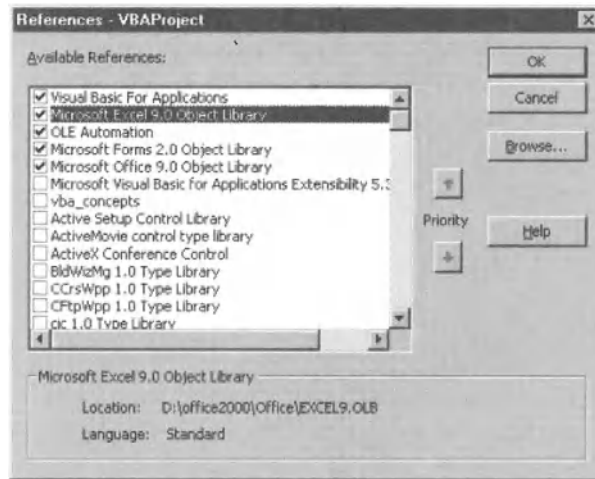 References - VBAProject
Available References:
Visual Basic For Applications
Microsoft Excel 9.0 Object Library
OLE Automation
Microsoft Forms 2.0 Object Library
Microsoft Office 9.0 Object Library
Microsoft Visual Basic for Applications Extensibility 5.3
vba_concepts
Active Setup Control Library
ActiveMovie control type library
ActiveX Conference Control
BldWizMg 1.0 Type Library
CCrsWpp 1.0 Type Library
CFtpWpp 1.0 Type Library
cic 1.0 Type Library
Priority
OK
Cancel
Browse...
Help
Microsoft Excel 9.0 Object Library
Location: D:\office2000\Office\EXCEL9.OLB
Language: Standard